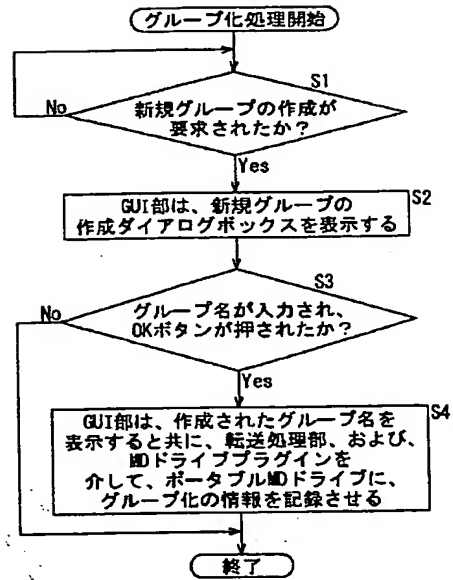 グループ化処理開始
S1
No
新規グループの作成が
要求されたか？
Yes
S2
GUI部は、新規グループの
作成ダイアログボックスを表示する
S3
No
グループ名が入力され、
OKボタンが押されたか？
Yes
S4
GUI部は、作成されたグループ名を
表示すると共に、転送処理部、および、
MDドライブプラグインを
介して、ポータブルMDドライブに、
グループ化の情報を記録させる
終了